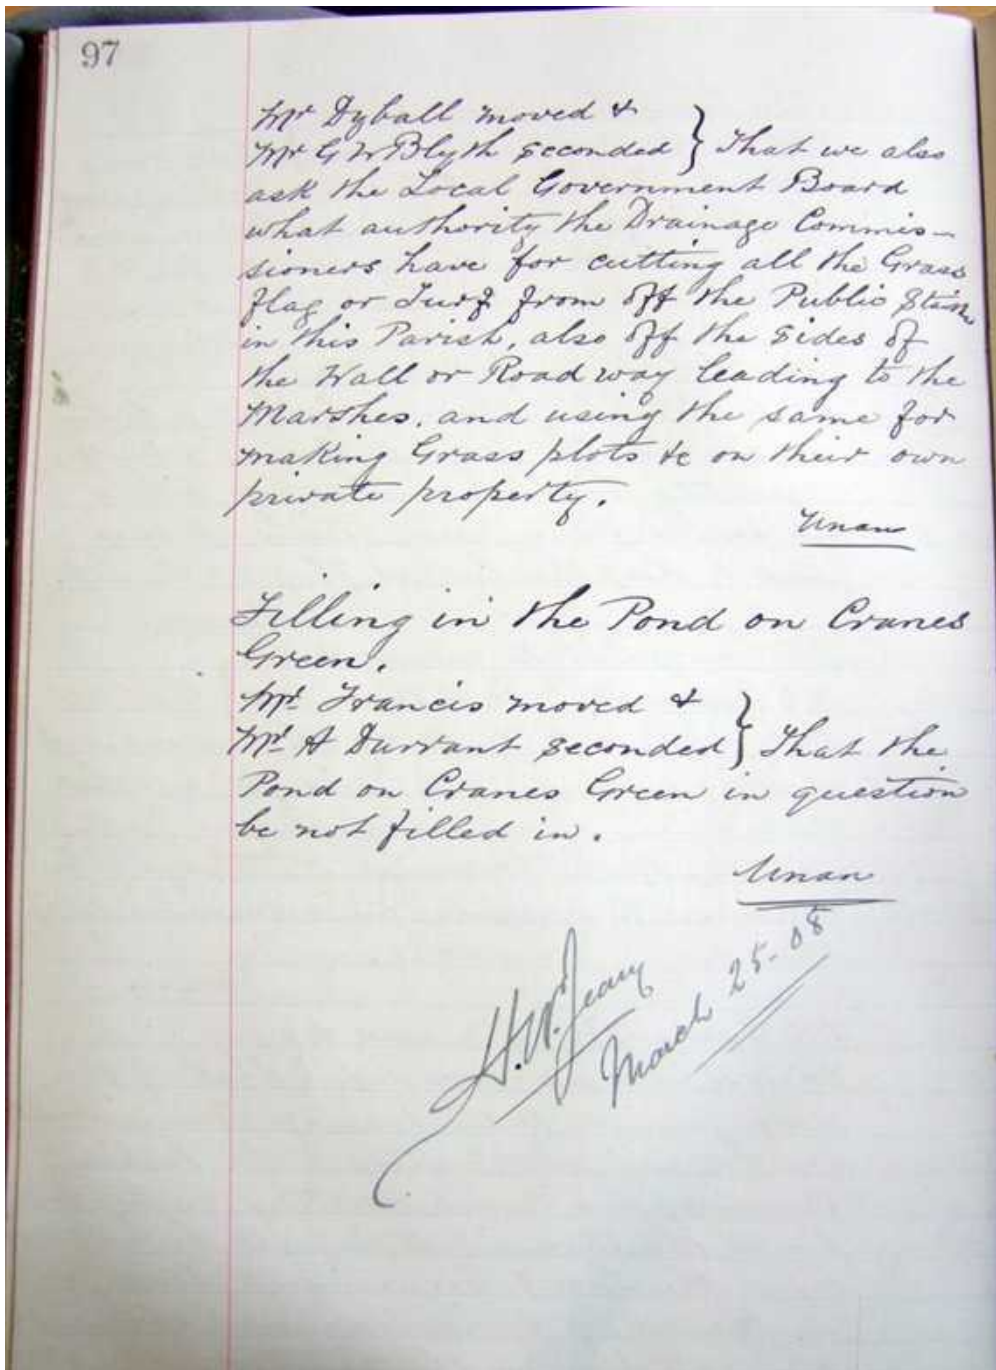 97
Mr Dyball moved &
Mr G W Blyth seconded } That we also
ask the Local Government Board
what authority the Drainage Commis-
sioners have for cutting all the Grass
Flag or Turf from off the Public Staith
in this Parish, also off the sides of
the Wall or Road way leading to the
Marshes, and using the same for
making Grass plots &c on their own
private property.
Unan
Filling in the Pond on Cranes
Green.
Mr Francis moved &
Mr A Durrant seconded } That the
Pond on Cranes Green in question
be not filled in.
Unan
H.W. Jeary
March 25-08